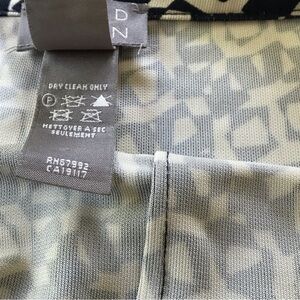 D
N
DRY CLEAN ONLY
P
NETTOYER A SEC
SEULEMENT
RN57992
CA19117